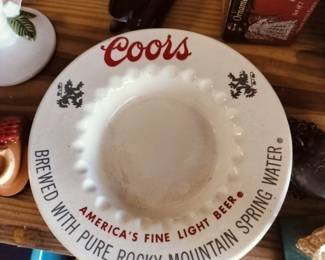 Coors
AMERICA'S FINE LIGHT BEER®
BREWED WITH PURE ROCKY MOUNTAIN SPRING WATER®